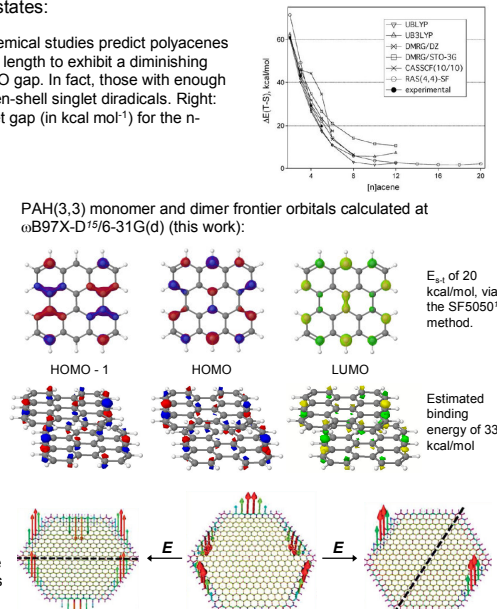 states:
emical studies predict polyacenes
length to exhibit a diminishing
O gap. In fact, those with enough
en-shell singlet diradicals. Right:
et gap (in kcal mol-1) for the n-
ΔE(T-S), kcal/mol
60
40
20
0
4
8
12
16
20
[n]acene
UBLYP
UB3LYP
DMRG/DZ
DMRG/STO-3G
CASSCF(10/10)
RAS(4,4)-SF
experimental
PAH(3,3) monomer and dimer frontier orbitals calculated at
ωB97X-D15/6-31G(d) (this work):
Es-t of 20
kcal/mol, via
the SF50501
method.
HOMO - 1
HOMO
LUMO
Estimated
binding
energy of 33
kcal/mol
E
E
e
s